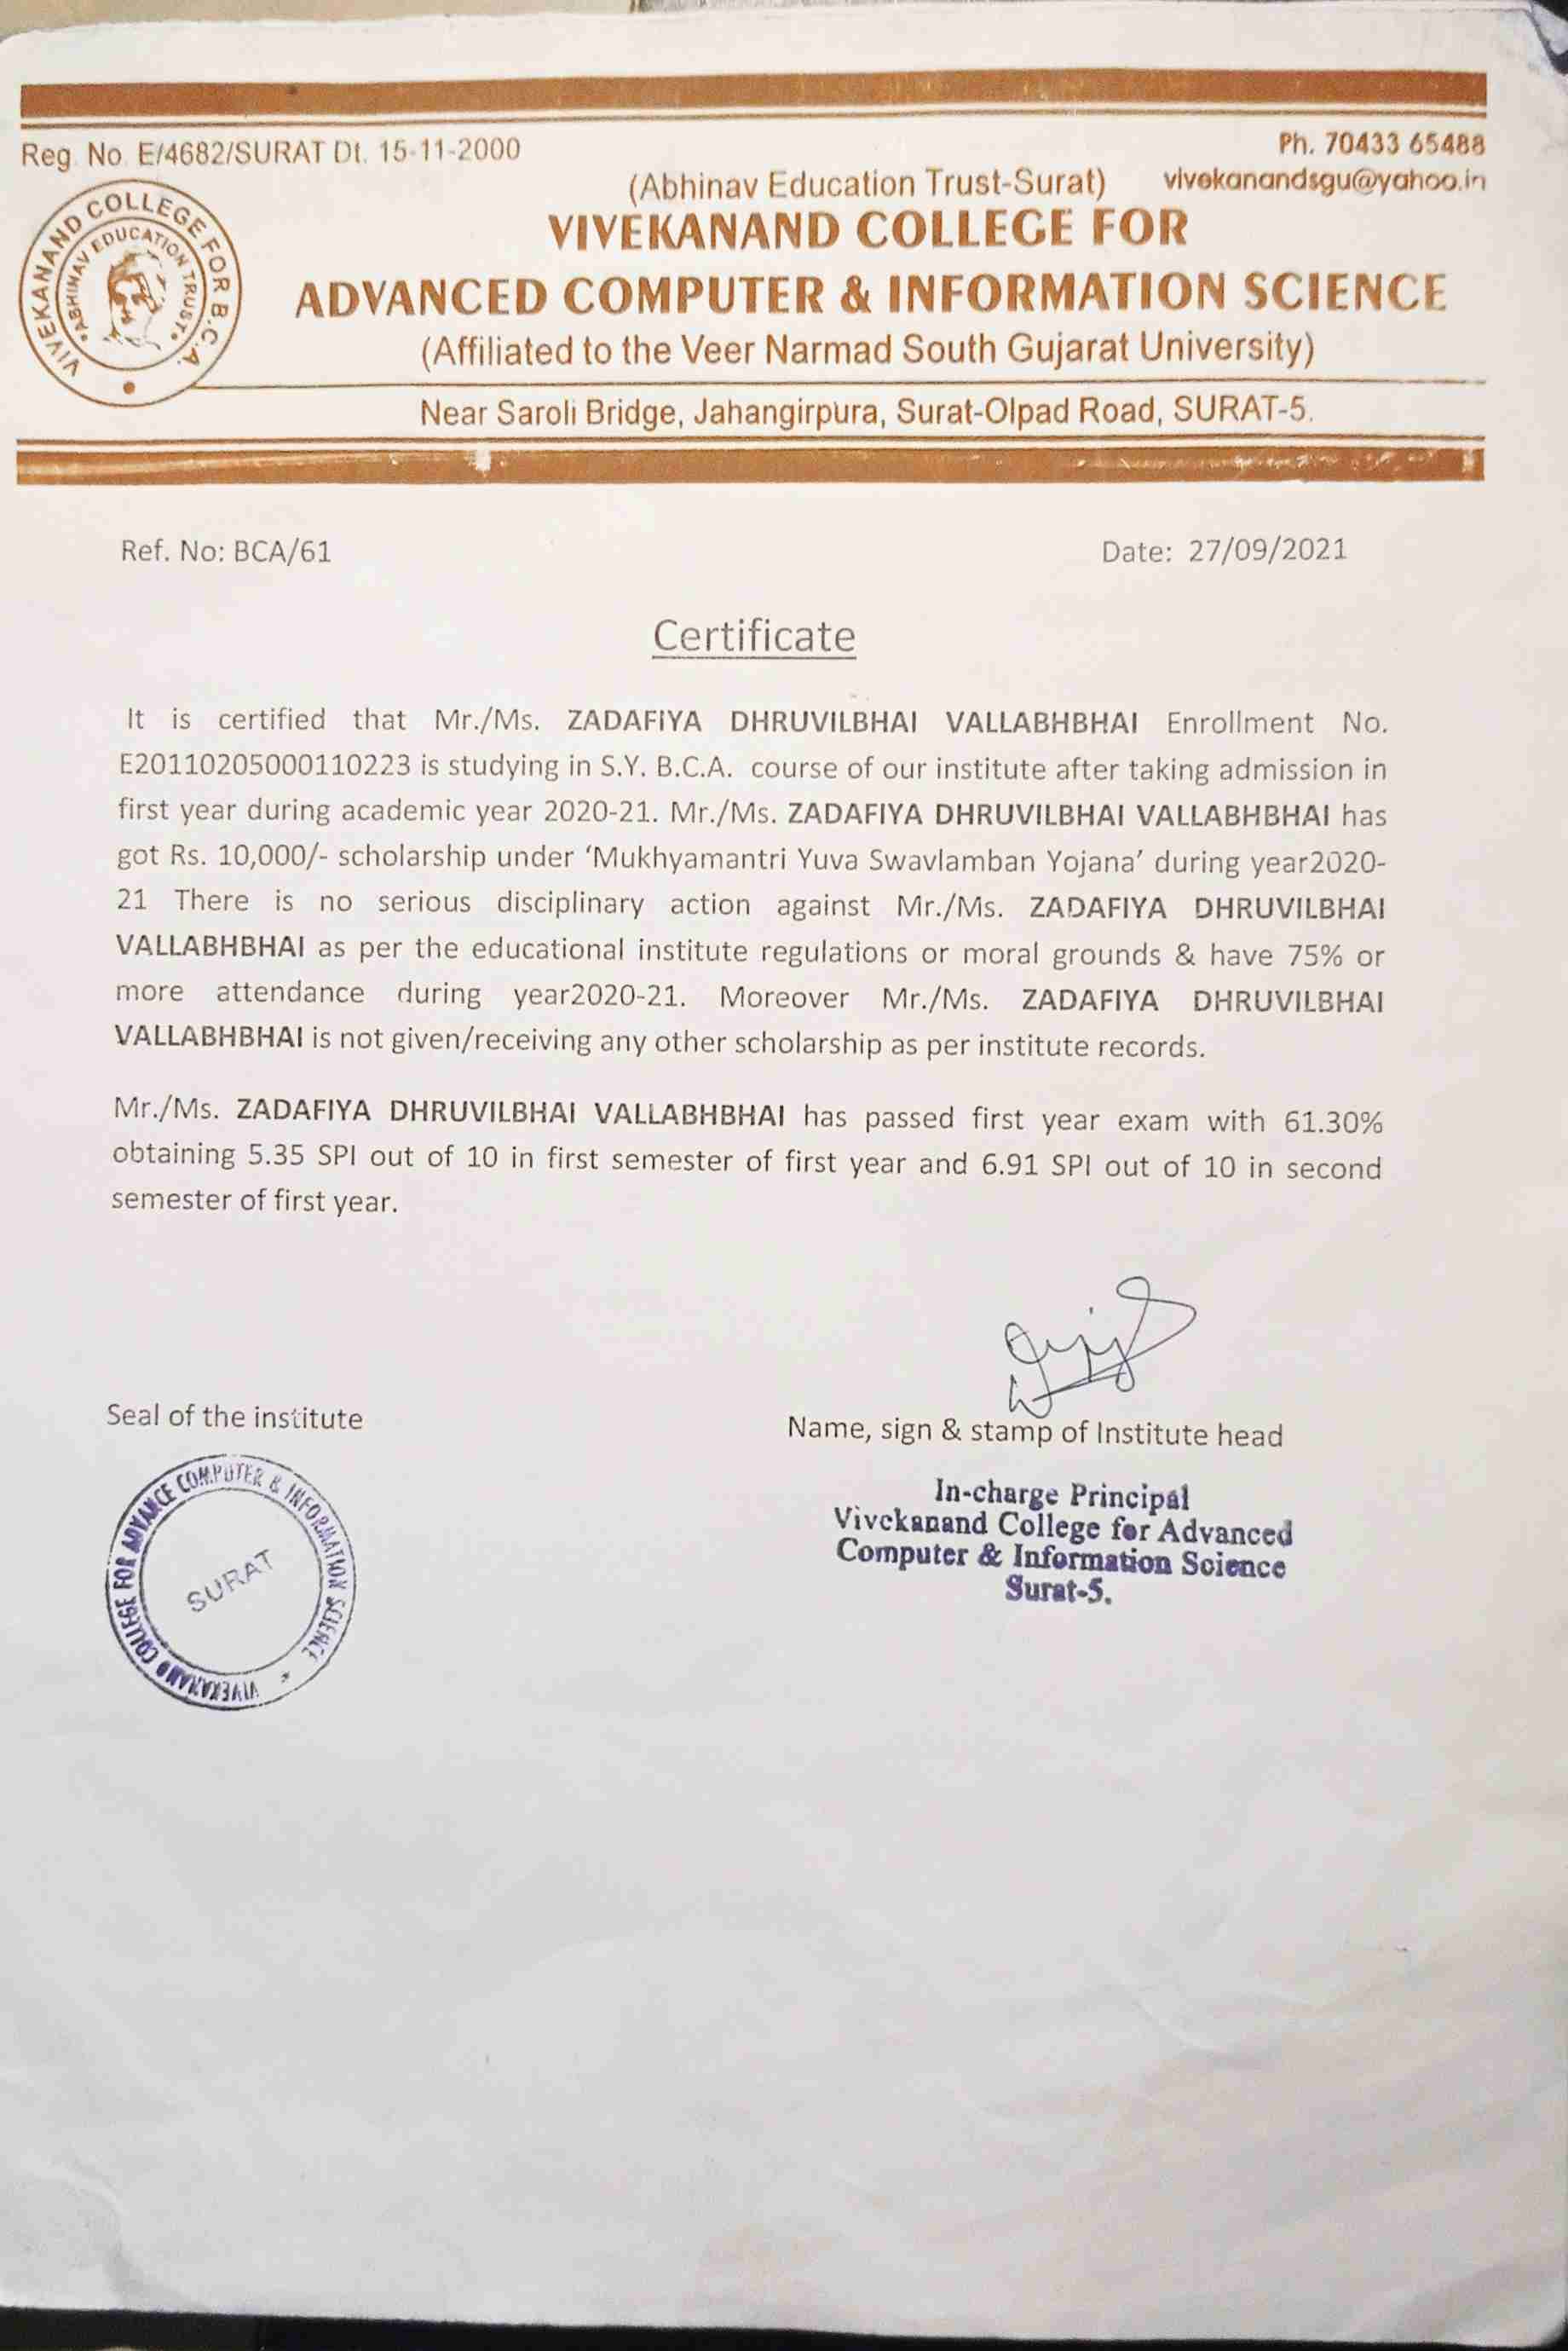 Reg. No. E/4682/SURAT Dt. 15-11-2000
Ph. 70433 65488
(Abhinav Education Trust-Surat)
vivekanandsgu@yahoo.in
VIVEKANAND COLLEGE FOR B.C.A.
ABHINAV EDUCATION TRUST
VIVEKANAND COLLEGE FOR
ADVANCED COMPUTER & INFORMATION SCIENCE
(Affiliated to the Veer Narmad South Gujarat University)
Near Saroli Bridge, Jahangirpura, Surat-Olpad Road, SURAT-5.
Ref. No: BCA/61
Date: 27/09/2021
Certificate
It is certified that Mr./Ms. ZADAFIYA DHRUVILBHAI VALLABHBHAI Enrollment No.
E20110205000110223 is studying in S.Y. B.C.A. course of our institute after taking admission in
first year during academic year 2020-21. Mr./Ms. ZADAFIYA DHRUVILBHAI VALLABHBHAI has
got Rs. 10,000/- scholarship under ‘Mukhyamantri Yuva Swavlamban Yojana’ during year2020-
21 There is no serious disciplinary action against Mr./Ms. ZADAFIYA DHRUVILBHAI
VALLABHBHAI as per the educational institute regulations or moral grounds & have 75% or
more attendance during year2020-21. Moreover Mr./Ms. ZADAFIYA DHRUVILBHAI
VALLABHBHAI is not given/receiving any other scholarship as per institute records.
Mr./Ms. ZADAFIYA DHRUVILBHAI VALLABHBHAI has passed first year exam with 61.30%
obtaining 5.35 SPI out of 10 in first semester of first year and 6.91 SPI out of 10 in second
semester of first year.
Seal of the institute
Name, sign & stamp of Institute head
VIVEKANAND COLLEGE FOR ADVANCE COMPUTER & INFORMATION SCIENCE
SURAT
In-charge Principal
Vivekanand College for Advanced
Computer & Information Science
Surat-5.